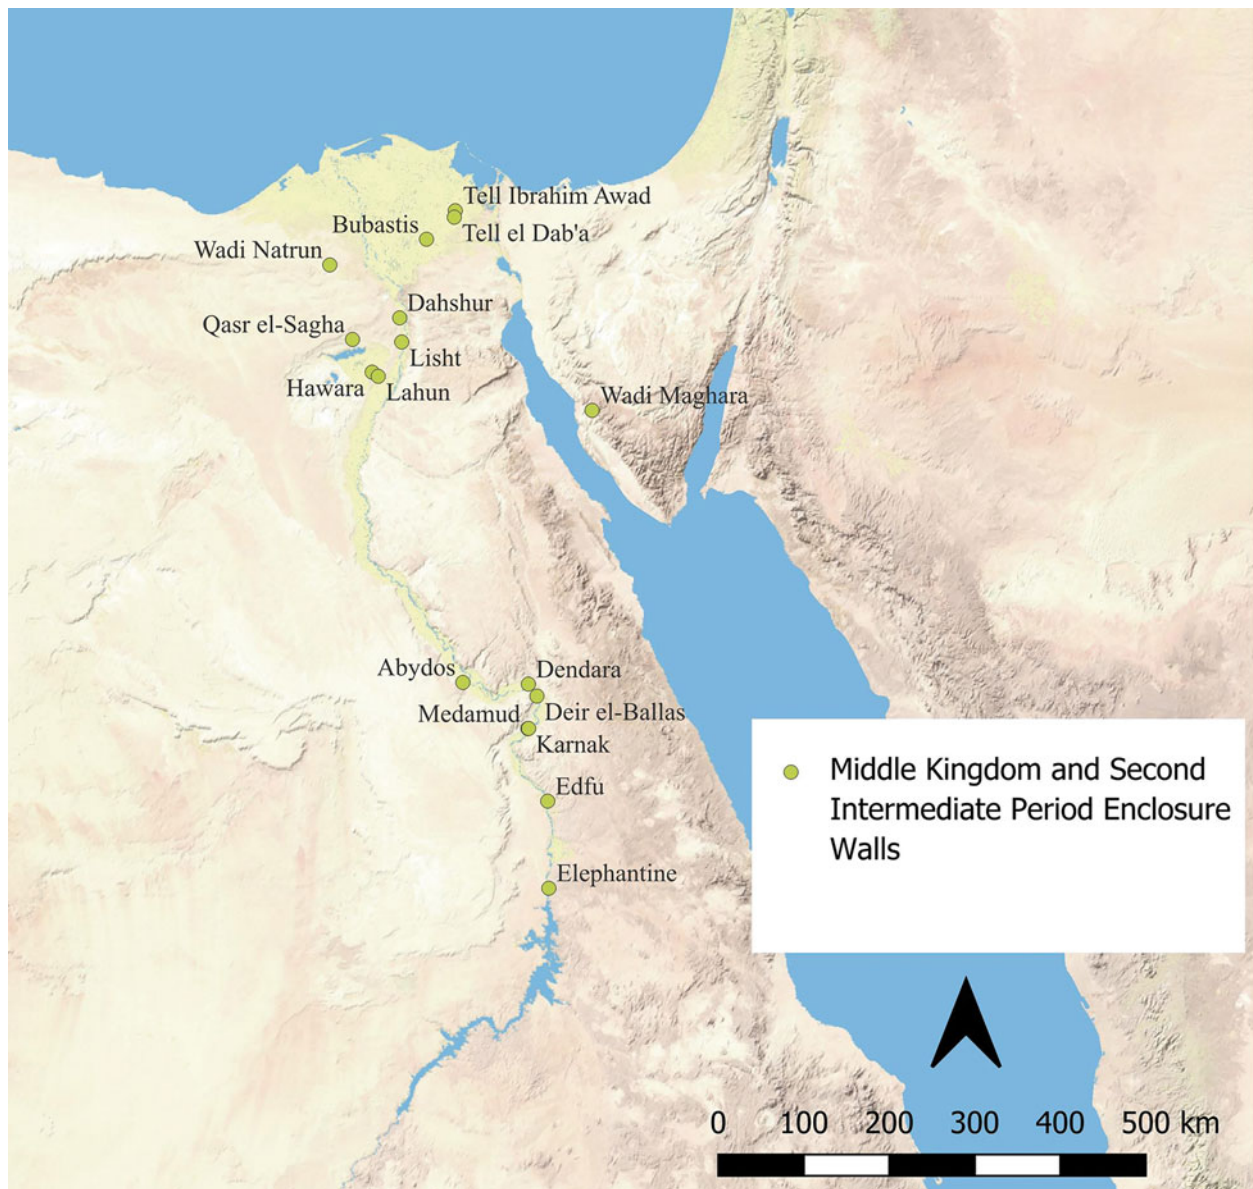 Tell Ibrahim Awad
Bubastis
Tell el Dab'a
Wadi Natrun
Dahshur
Qasr el-Sagha
Lisht
Hawara
Lahun
Wadi Maghara
Abydos
Dendara
Medamud
Deir el-Ballas
Karnak
Edfu
Elephantine
Middle Kingdom and Second
Intermediate Period Enclosure
Walls
0 100 200 300 400 500 km